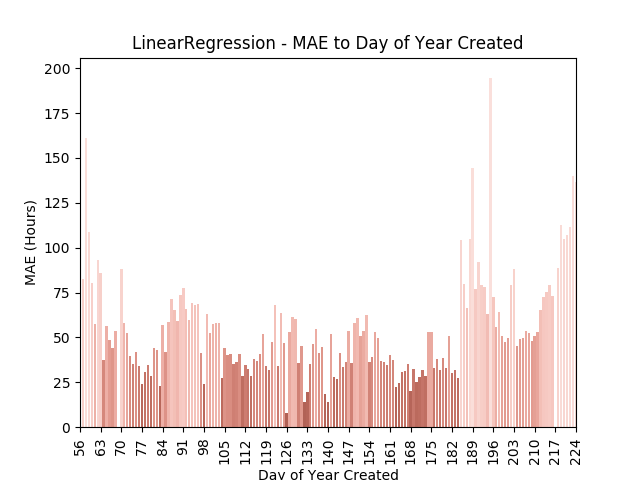 LinearRegression - MAE to Day of Year Created
200
175
150
125
100
75
50
25
0
MAE (Hours)
56 63 70 77 84 91 98 105 112 119 126 133 140 147 154 161 168 175 182 189 196 203 210 217 224
Day of Year Created